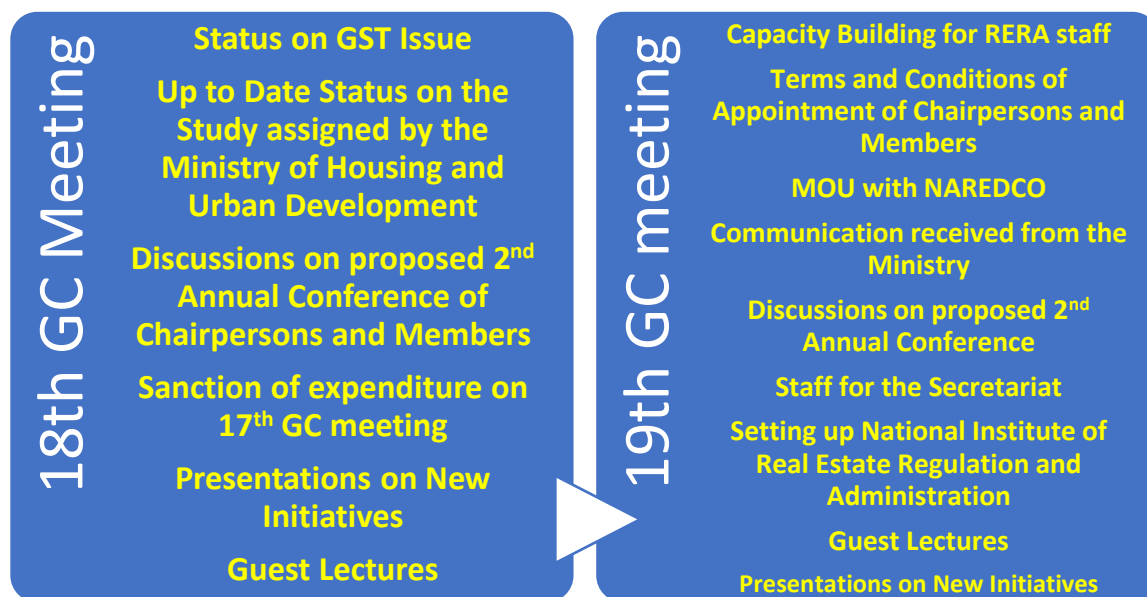 18th GC Meeting
Status on GST Issue
Up to Date Status on the
Study assigned by the
Ministry of Housing and
Urban Development
Discussions on proposed 2nd
Annual Conference of
Chairpersons and Members
Sanction of expenditure on
17th GC meeting
Presentations on New
Initiatives
Guest Lectures
19th GC meeting
Capacity Building for RERA staff
Terms and Conditions of
Appointment of Chairpersons and
Members
MOU with NAREDCO
Communication received from the
Ministry
Discussions on proposed 2nd
Annual Conference
Staff for the Secretariat
Setting up National Institute of
Real Estate Regulation and
Administration
Guest Lectures
Presentations on New Initiatives